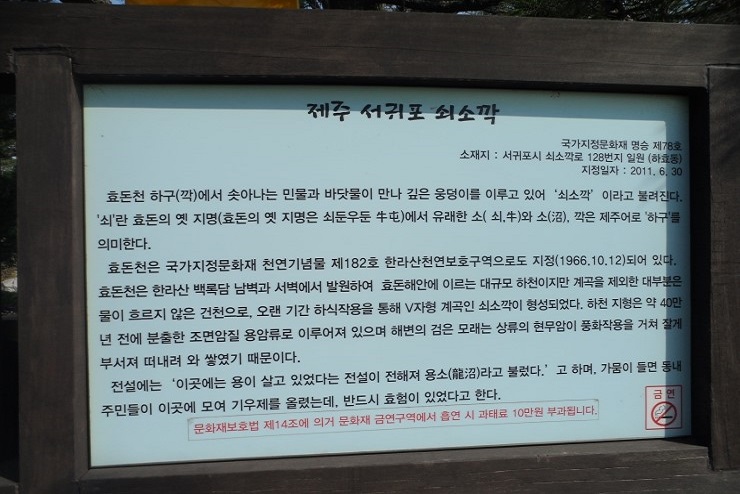 제주 서귀포 쇠소깍
국가지정문화재 명승 제78호
소재지 : 서귀포시 쇠소깍로 128번지 일원 (하효동)
지정일자 : 2011. 6. 30
효돈천 하구(깍)에서 솟아나는 민물과 바닷물이 만나 깊은 웅덩이를 이루고 있어 ‘쇠소깍’ 이라고 불려진다.
'쇠'란 효돈의 옛 지명(효돈의 옛 지명은 쇠둔우둔 牛屯)에서 유래한 소( 쇠,牛)와 소(沼), 깍은 제주어로 '하구'를
의미한다.
효돈천은 국가지정문화재 천연기념물 제182호 한라산천연보호구역으로도 지정(1966.10.12)되어 있다.
효돈천은 한라산 백록담 남벽과 서벽에서 발원하여 효돈해안에 이르는 대규모 하천이지만 계곡을 제외한 대부분은
물이 흐르지 않은 건천으로, 오랜 기간 하식작용을 통해 V자형 계곡인 쇠소깍이 형성되었다. 하천 지형은 약 40만
년 전에 분출한 조면암질 용암류로 이루어져 있으며 해변의 검은 모래는 상류의 현무암이 풍화작용을 거쳐 잘게
부서져 떠내려 와 쌓였기 때문이다.
전설에는 ‘이곳에는 용이 살고 있었다는 전설이 전해져 용소(龍沼)라고 불렀다.’ 고 하며, 가물이 들면 동내
주민들이 이곳에 모여 기우제를 올렸는데, 반드시 효험이 있었다고 한다.
금연
문화재보호법 제14조에 의거 문화재 금연구역에서 흡연 시 과태료 10만원 부과됩니다.